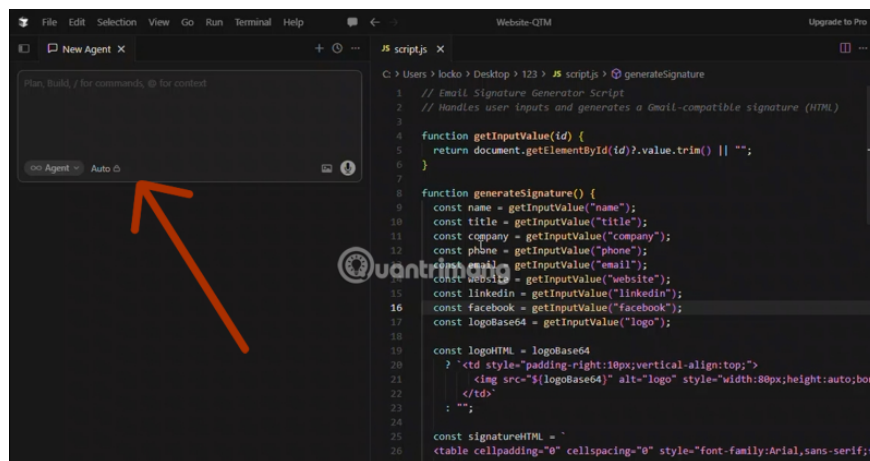 File Edit Selection View Go Run Terminal Help
Website-QTM
Upgrade to Pro
New Agent
JS script.js
Plan, Build, / for commands, @ for context
Agent
Auto
C: > Users > locko > Desktop > 123 > JS script.js > generateSignature
1 // Email Signature Generator Script
2 // Handles user inputs and generates a Gmail-compatible signature (HTML)
3
4 function getInputValue(id) {
5 return document.getElementById(id)?.value.trim() || "";
6 }
7
8 function generateSignature() {
9 const name = getInputValue("name");
10 const title = getInputValue("title");
11 const company = getInputValue("company");
12 const phone = getInputValue("phone");
13 const email = getInputValue("email");
14 const website = getInputValue("website");
15 const linkedin = getInputValue("linkedin");
16 const facebook = getInputValue("facebook");
17 const logoBase64 = getInputValue("logo");
18
19 const logoHTML = logoBase64
20 ? `<td style="padding-right:10px;vertical-align:top;">
21 <img src="${logoBase64}" alt="logo" style="width:80px;height:auto;bor
22 </td>`
23 : "";
24
25 const signatureHTML = `
26 <table cellpadding="0" cellspacing="0" style="font-family:Arial,sans-serif;
Quantrimang